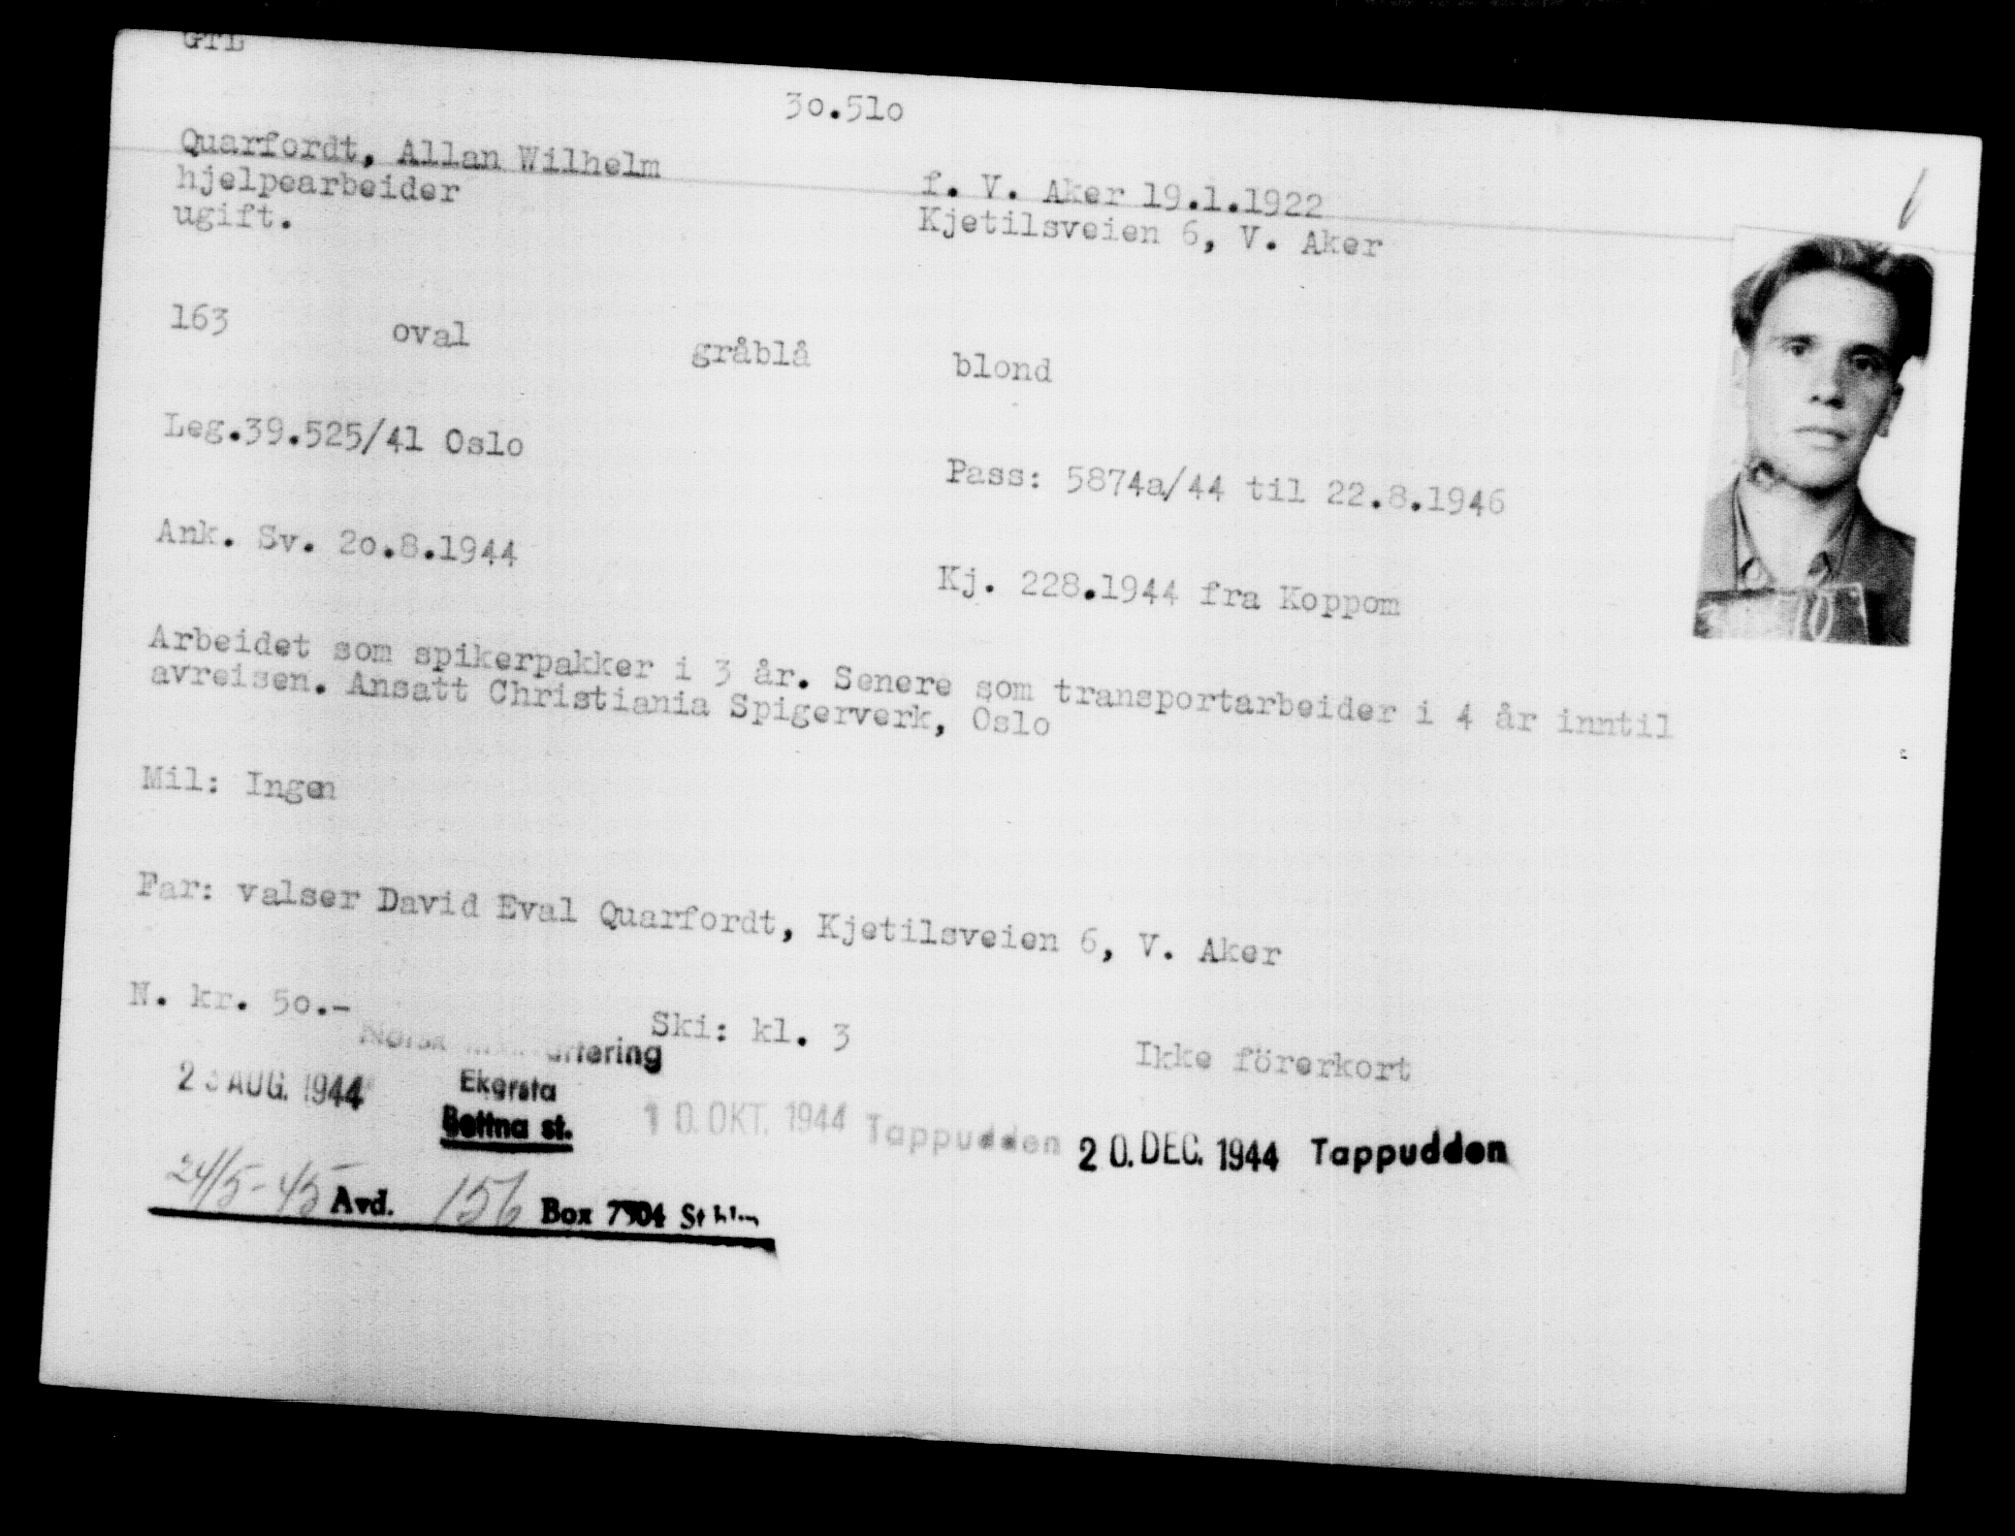 GTL
30.510
Quarfordt, Allan Wilhelm
hjelpearbeider
ugift.
f. V. Aker 19.1.1922
Kjetilsveien 6, V. Aker
163 oval gråblå blond
Leg.39.525/41 Oslo
Pass: 5874a/44 til 22.8.1946
Ank. Sv. 20.8.1944
Kj. 228.1944 fra Koppom
Arbeidet som spikerpakker i 3 år. Senere som transportarbeider i 4 år inntil
avreisen. Ansatt Christiania Spigerverk, Oslo
Mil: Ingen
Far: valser David Eval Quarfordt, Kjetilsveien 6, V. Aker
N. kr. 50.-
Ski: kl. 3
Ikke förerkort
Norsk
AUG. 1944
Ekersta
Bettna st.
10. OKT. 1944 Tappudden
20. DEC. 1944 Tappudden
24/5-45 Avd. 156 Box 7904